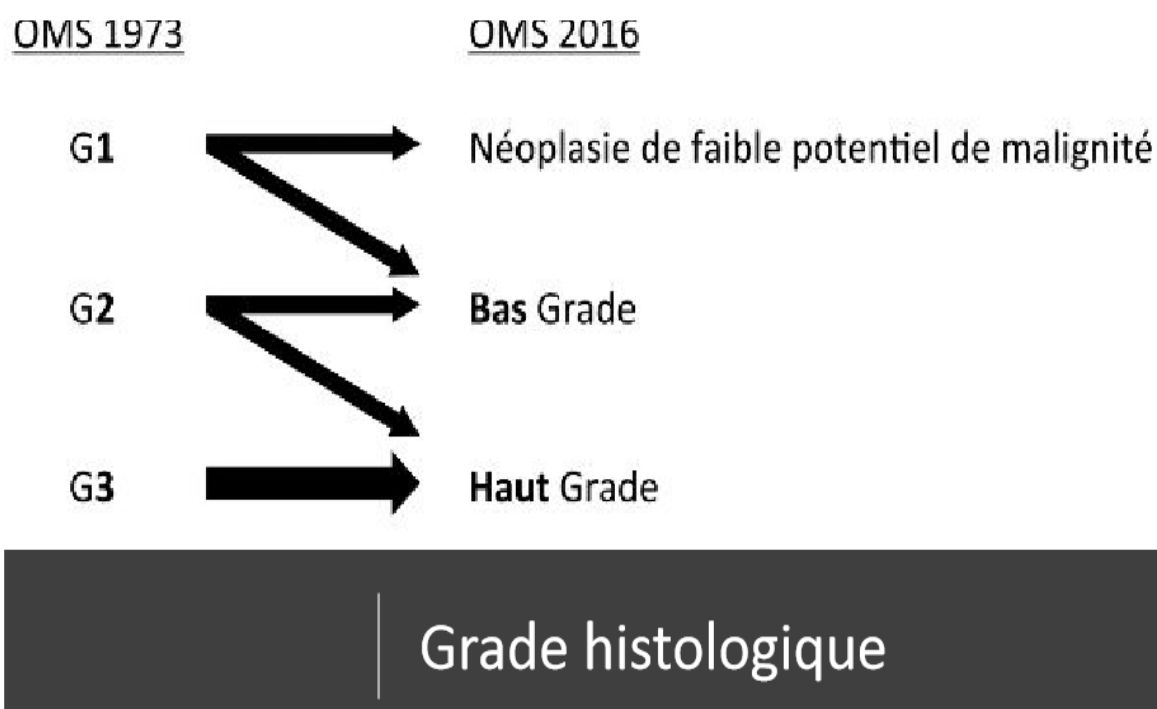 OMS 1973 OMS 2016
G1 Néoplasie de faible potentiel de malignité
G2 Bas Grade
G3 Haut Grade
Grade histologique